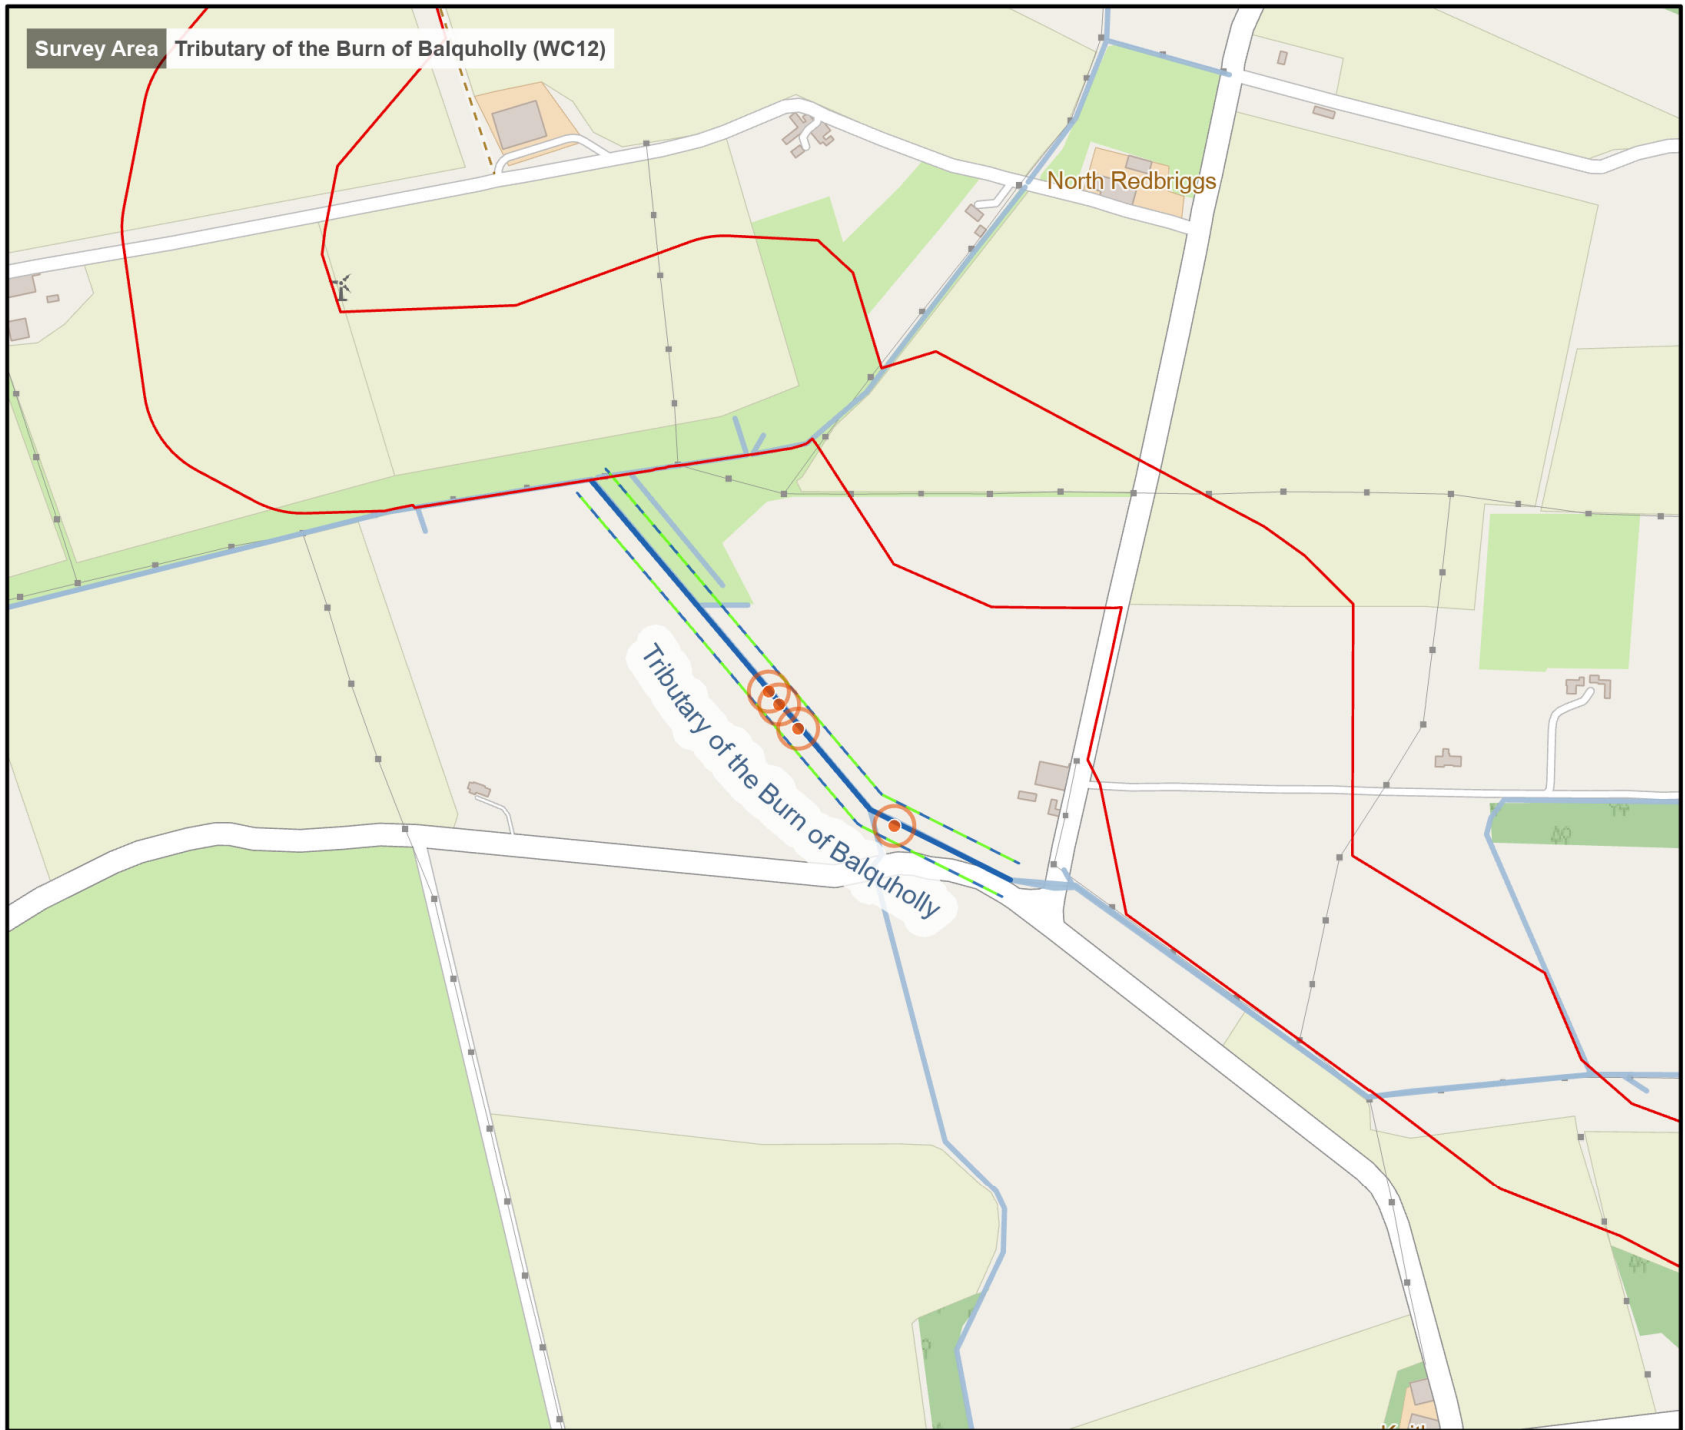 Survey Area Tributary of the Burn of Balquholly (WC12)
North Redbriggs
Tributary of the Burn of Balquholly